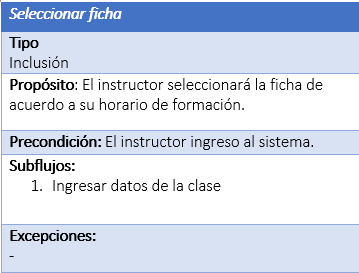 Seleccionar ficha
Tipo
Inclusión
Propósito: El instructor seleccionará la ficha de
acuerdo a su horario de formación.
Precondición: El instructor ingreso al sistema.
Subflujos:
1. Ingresar datos de la clase
Excepciones:
-